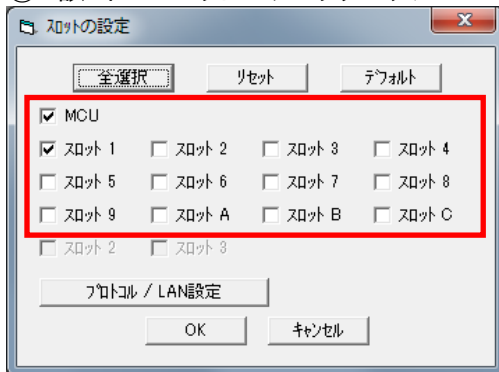 スロットの設定
全選択 リセット デフォルト
MCU
スロット 1 スロット 2 スロット 3 スロット 4
スロット 5 スロット 6 スロット 7 スロット 8
スロット 9 スロット A スロット B スロット C
スロット 2 スロット 3
プロトコル / LAN設定
OK キャンセル